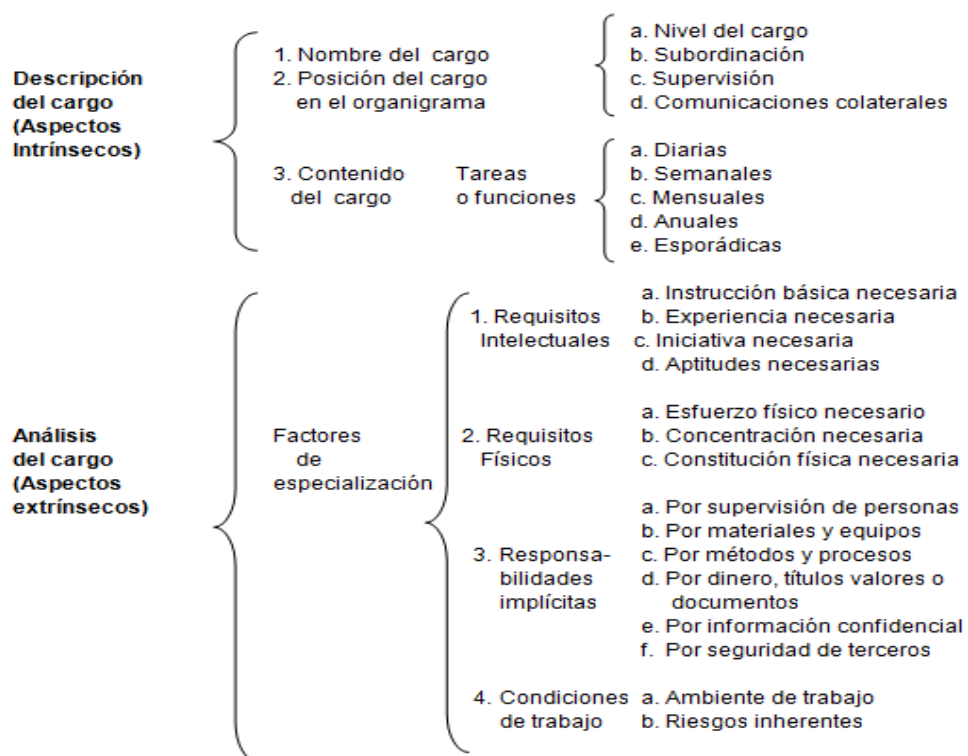 Descripción
del cargo
(Aspectos
Intrínsecos)
1. Nombre del cargo
2. Posición del cargo
en el organigrama
a. Nivel del cargo
b. Subordinación
c. Supervisión
d. Comunicaciones colaterales
3. Contenido
del cargo
Tareas
o funciones
a. Diarias
b. Semanales
c. Mensuales
d. Anuales
e. Esporádicas
Análisis
del cargo
(Aspectos
extrínsecos)
Factores
de
especialización
1. Requisitos
Intelectuales
a. Instrucción básica necesaria
b. Experiencia necesaria
c. Iniciativa necesaria
d. Aptitudes necesarias
2. Requisitos
Físicos
a. Esfuerzo físico necesario
b. Concentración necesaria
c. Constitución física necesaria
3. Responsa-
bilidades
implícitas
a. Por supervisión de personas
b. Por materiales y equipos
c. Por métodos y procesos
d. Por dinero, títulos valores o
documentos
e. Por información confidencial
f. Por seguridad de terceros
4. Condiciones
de trabajo
a. Ambiente de trabajo
b. Riesgos inherentes